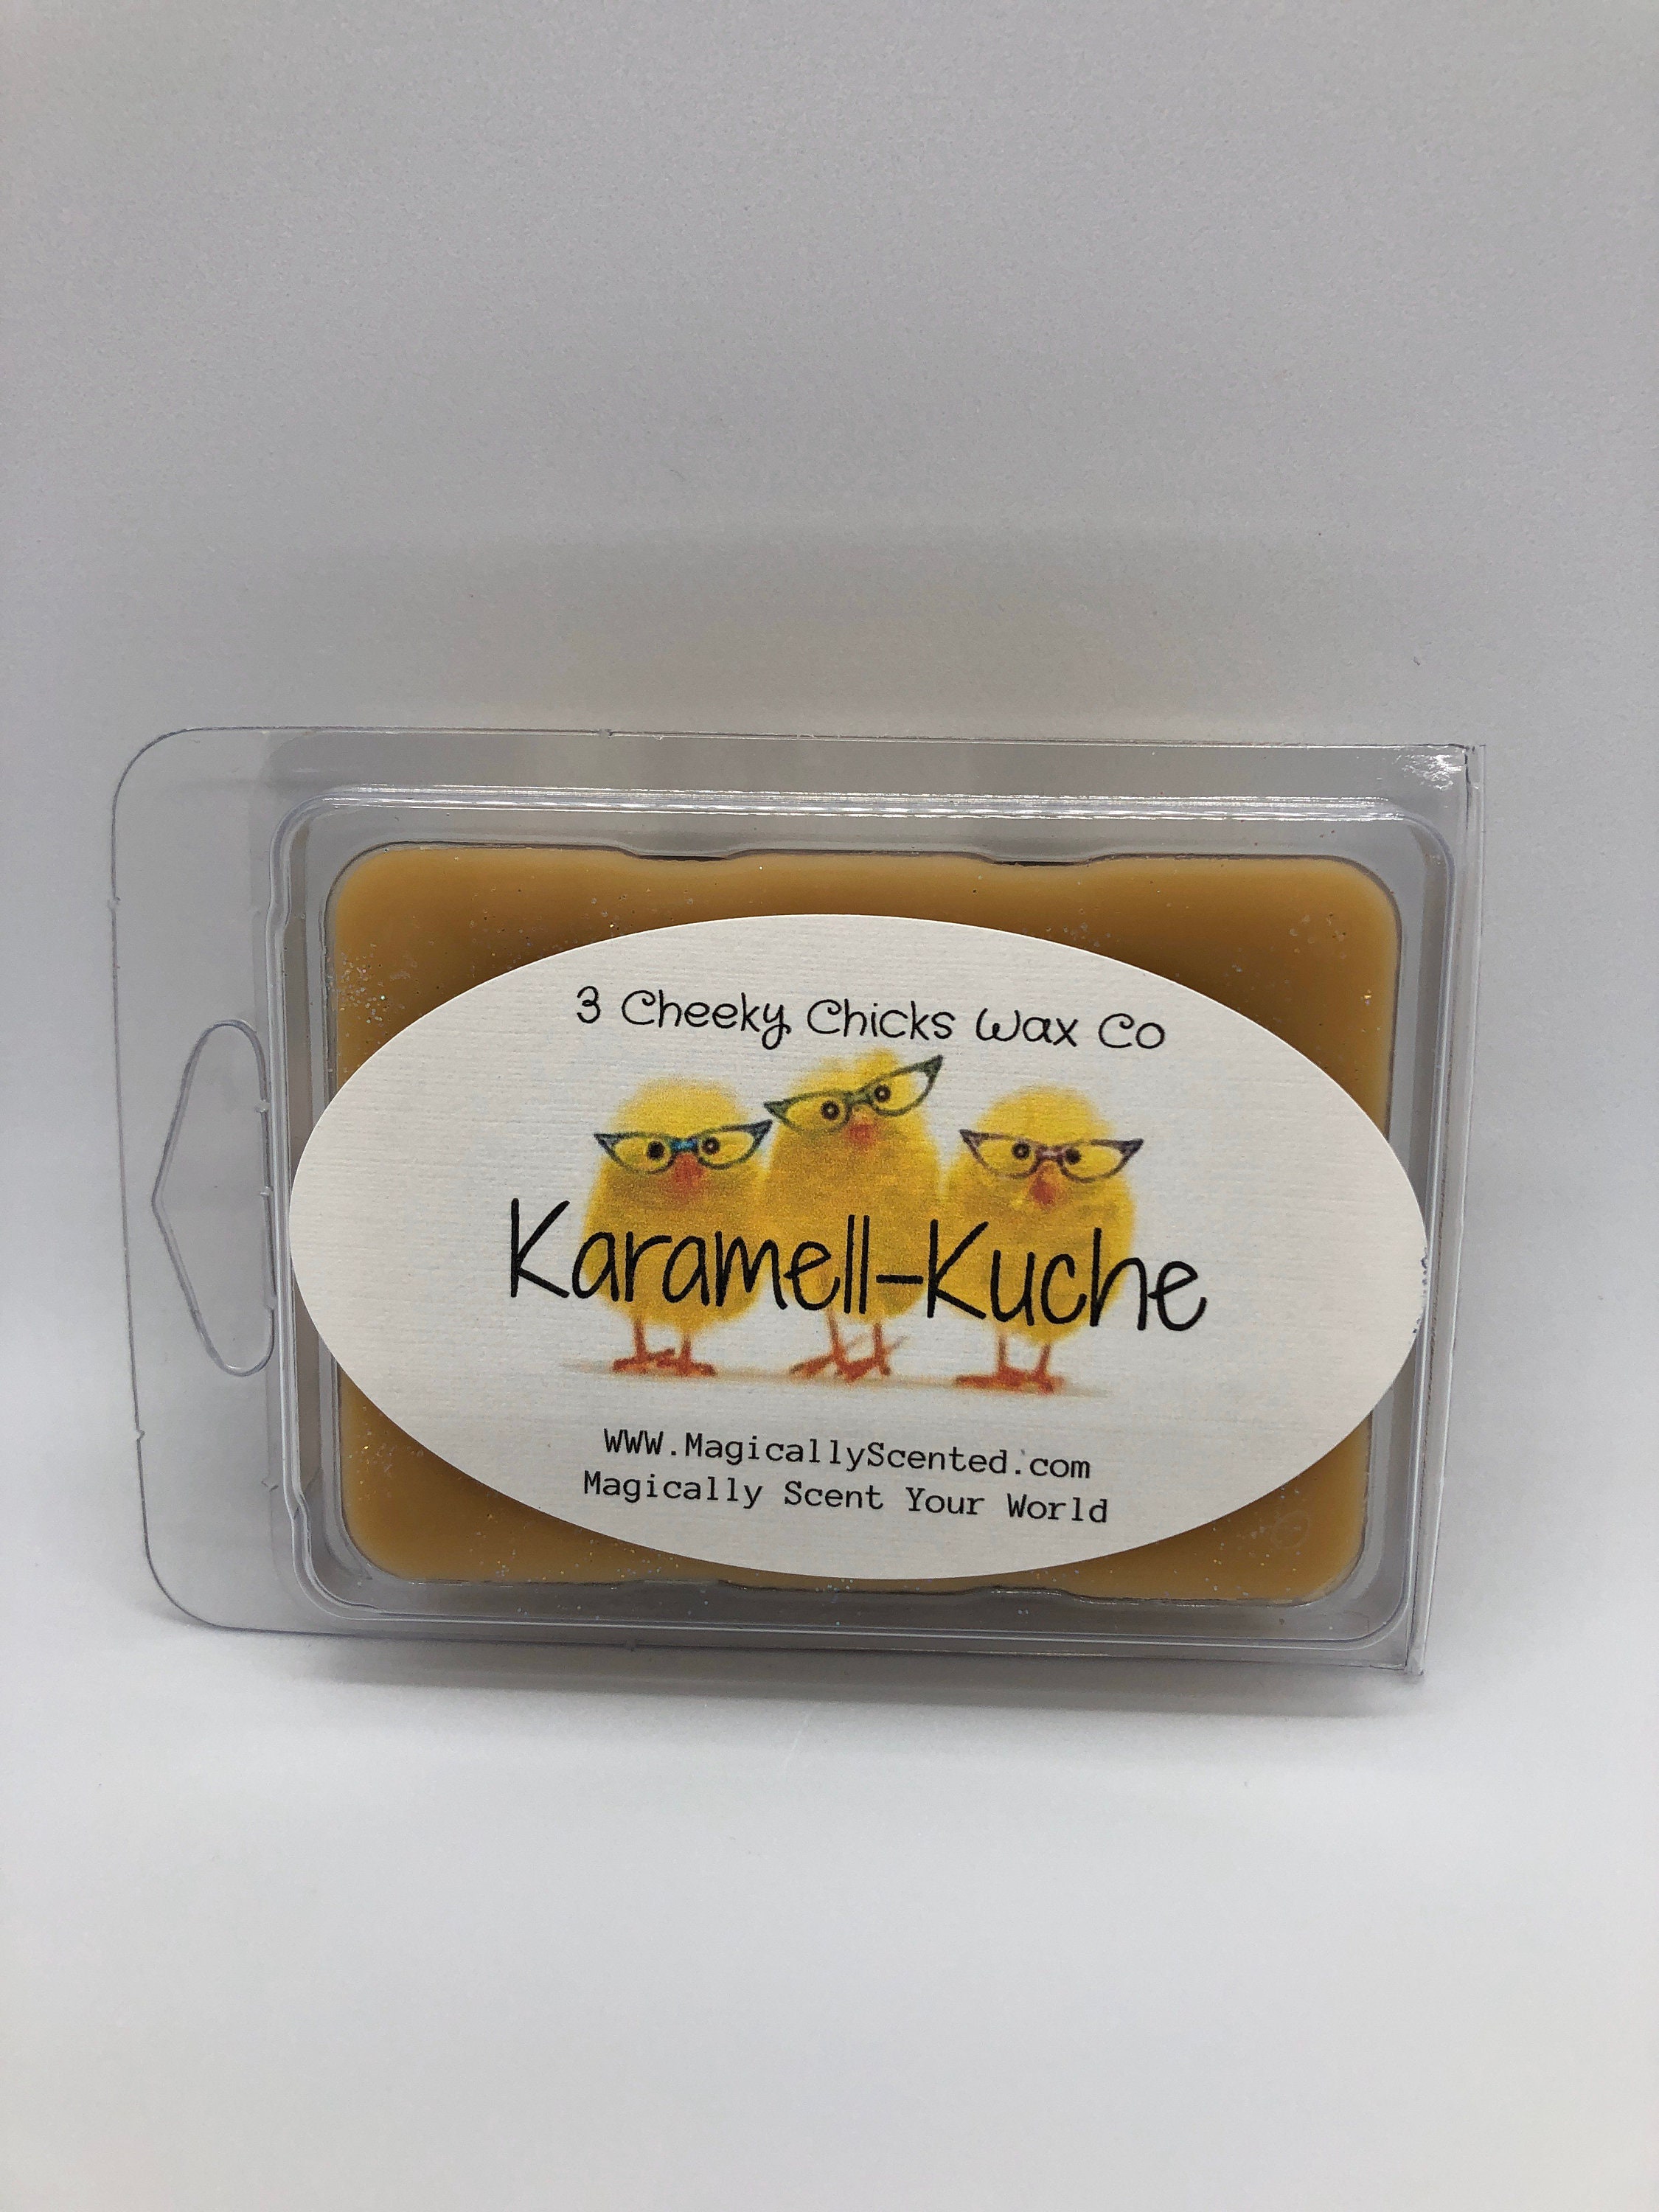 3 Cheeky Chicks Wax Co
Karamell-Kuche
WWW.MagicallyScented.com
Magically Scent Your World